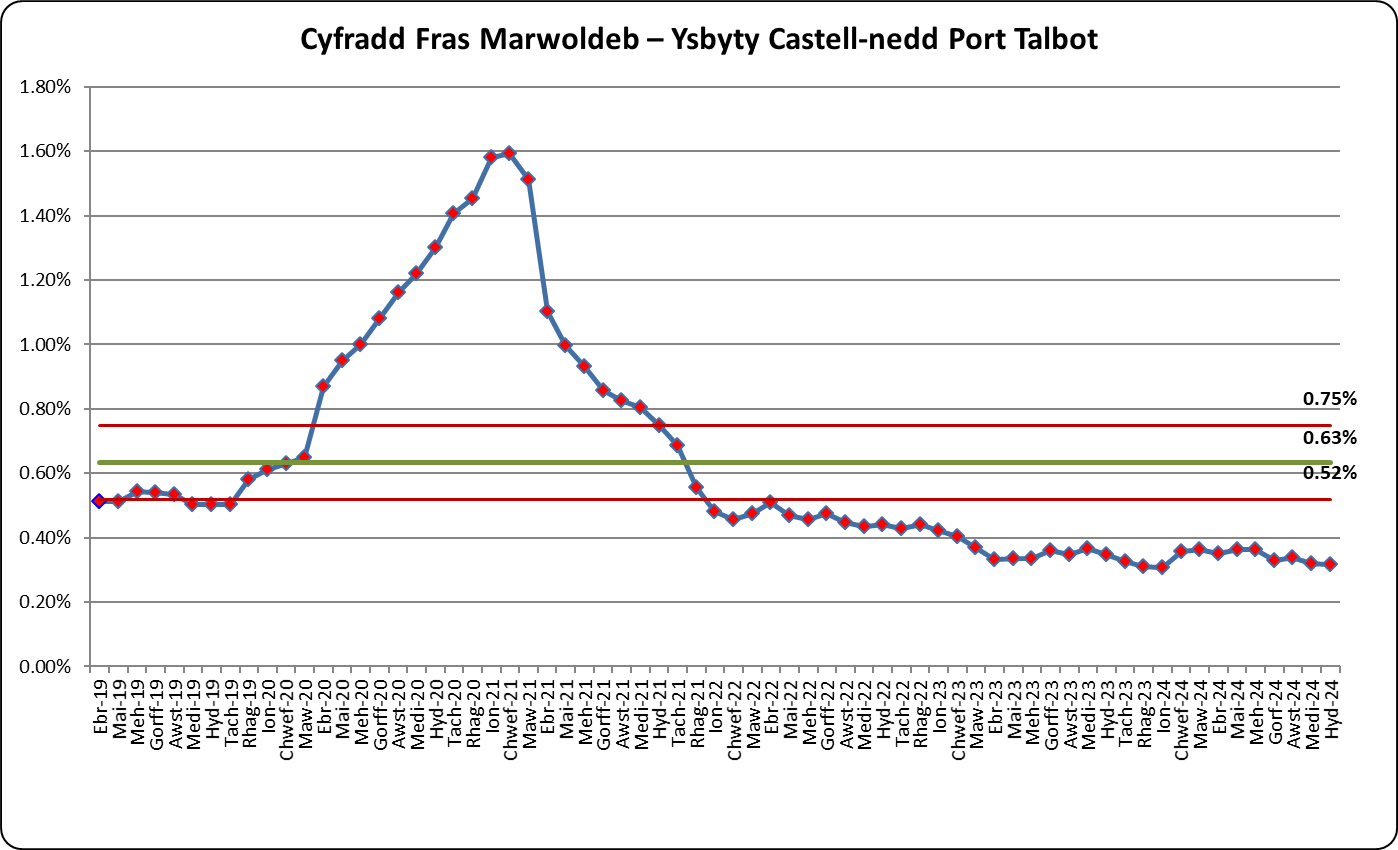 Cyfradd Fras Marwoldeb – Ysbyty Castell-nedd Port Talbot
1.80%
1.60%
1.40%
1.20%
1.00%
0.80%
0.60%
0.40%
0.20%
0.00%
0.75%
0.63%
0.52%
Ebr-19
Mai-19
Meh-19
Gorff-19
Awst-19
Medi-19
Hyd-19
Tach-19
Rhag-19
Ion-20
Chwef-20
Maw-20
Ebr-20
Mai-20
Meh-20
Gorff-20
Awst-20
Medi-20
Hyd-20
Tach-20
Rhag-20
Ion-21
Chwef-21
Maw-21
Ebr-21
Mai-21
Meh-21
Gorff-21
Awst-21
Medi-21
Hyd-21
Tach-21
Rhag-21
Ion-22
Chwef-22
Maw-22
Ebr-22
Mai-22
Meh-22
Gorff-22
Awst-22
Medi-22
Hyd-22
Tach-22
Rhag-22
Ion-23
Chwef-23
Maw-23
Ebr-23
Mai-23
Meh-23
Gorff-23
Awst-23
Medi-23
Hyd-23
Tach-23
Rhag-23
Ion-24
Chwef-24
Maw-24
Ebr-24
Mai-24
Meh-24
Gorf-24
Awst-24
Medi-24
Hyd-24